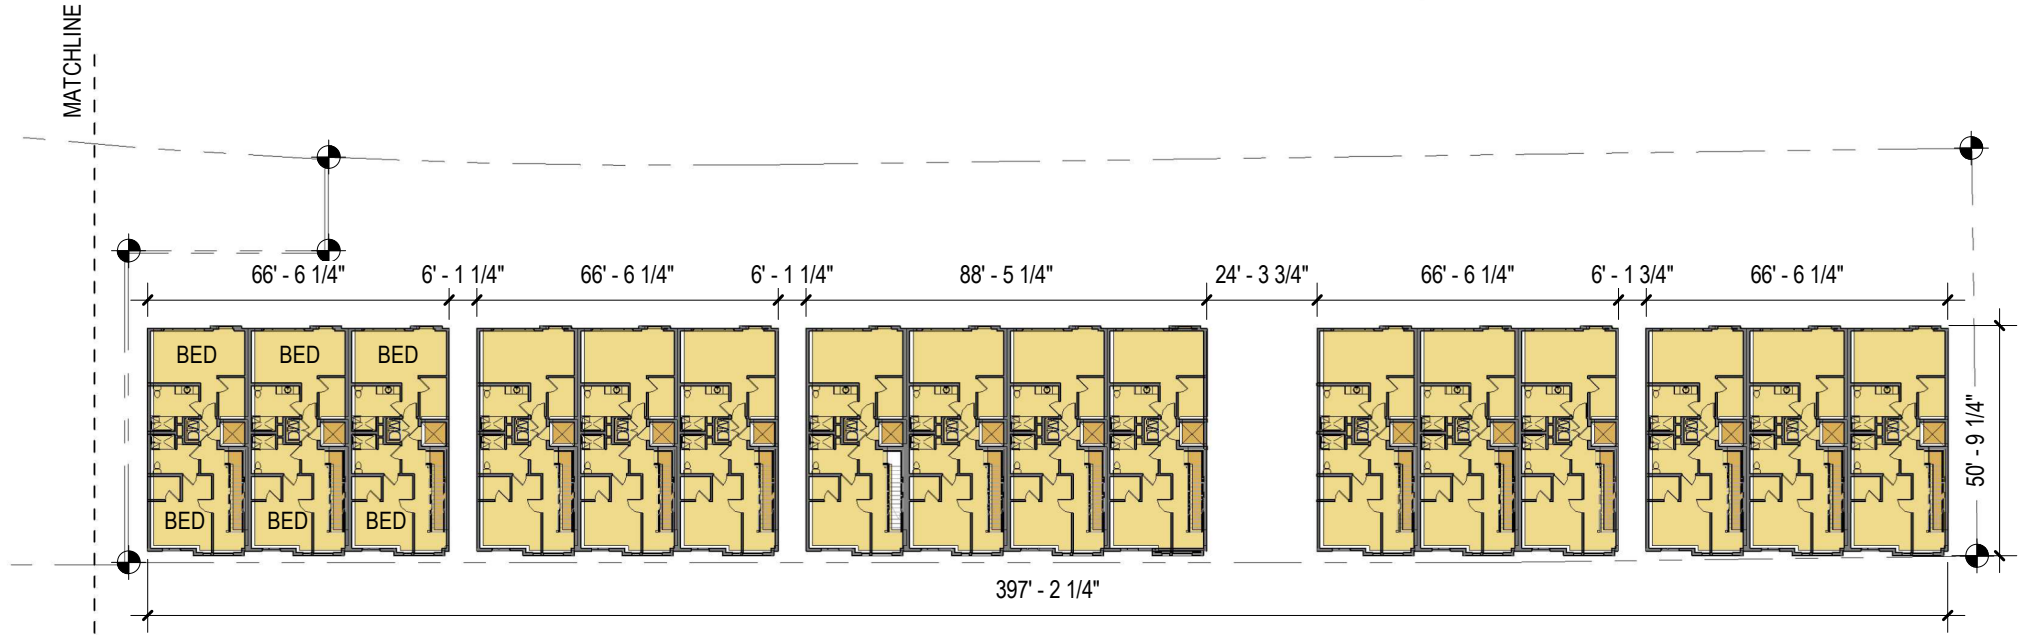 MATCHLINE
66' - 6 1/4"
6' - 1 1/4"
66' - 6 1/4"
6' - 1 1/4"
88' - 5 1/4"
24' - 3 3/4"
66' - 6 1/4"
6' - 1 3/4"
66' - 6 1/4"
BED
BED
BED
BED
BED
BED
50' - 9 1/4"
397' - 2 1/4"